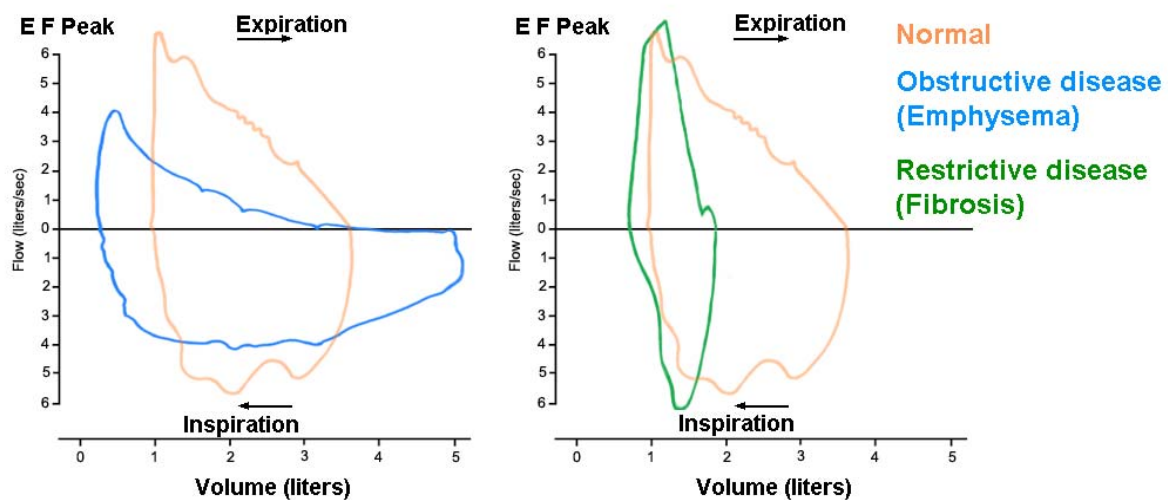 E F Peak
Expiration
6
5
4
3
2
1
0
1
2
3
4
5
6
Flow (liters/sec)
Inspiration
0 1 2 3 4 5
Volume (liters)
E F Peak
Expiration
6
5
4
3
2
1
0
1
2
3
4
5
6
Flow (liters/sec)
Inspiration
0 1 2 3 4 5
Volume (liters)
Normal
Obstructive disease
(Emphysema)
Restrictive disease
(Fibrosis)